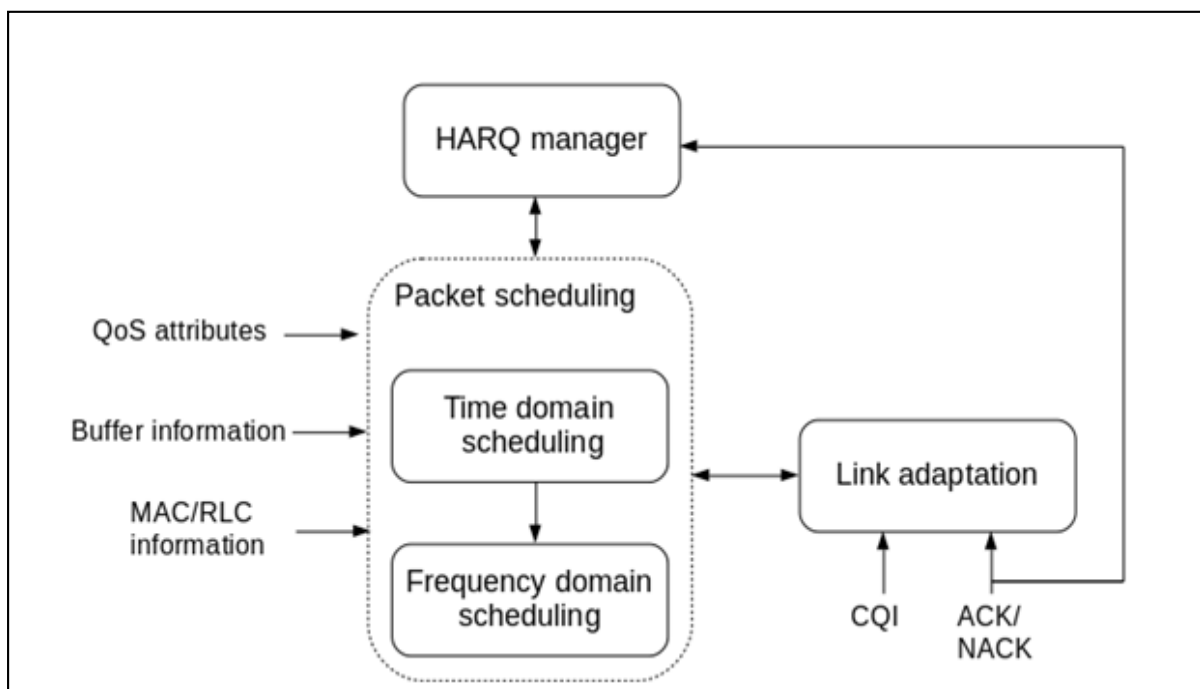 HARQ manager
Packet scheduling
QoS attributes
Time domain
scheduling
Buffer information
Link adaptation
MAC/RLC
information
Frequency domain
scheduling
CQI
ACK/
NACK